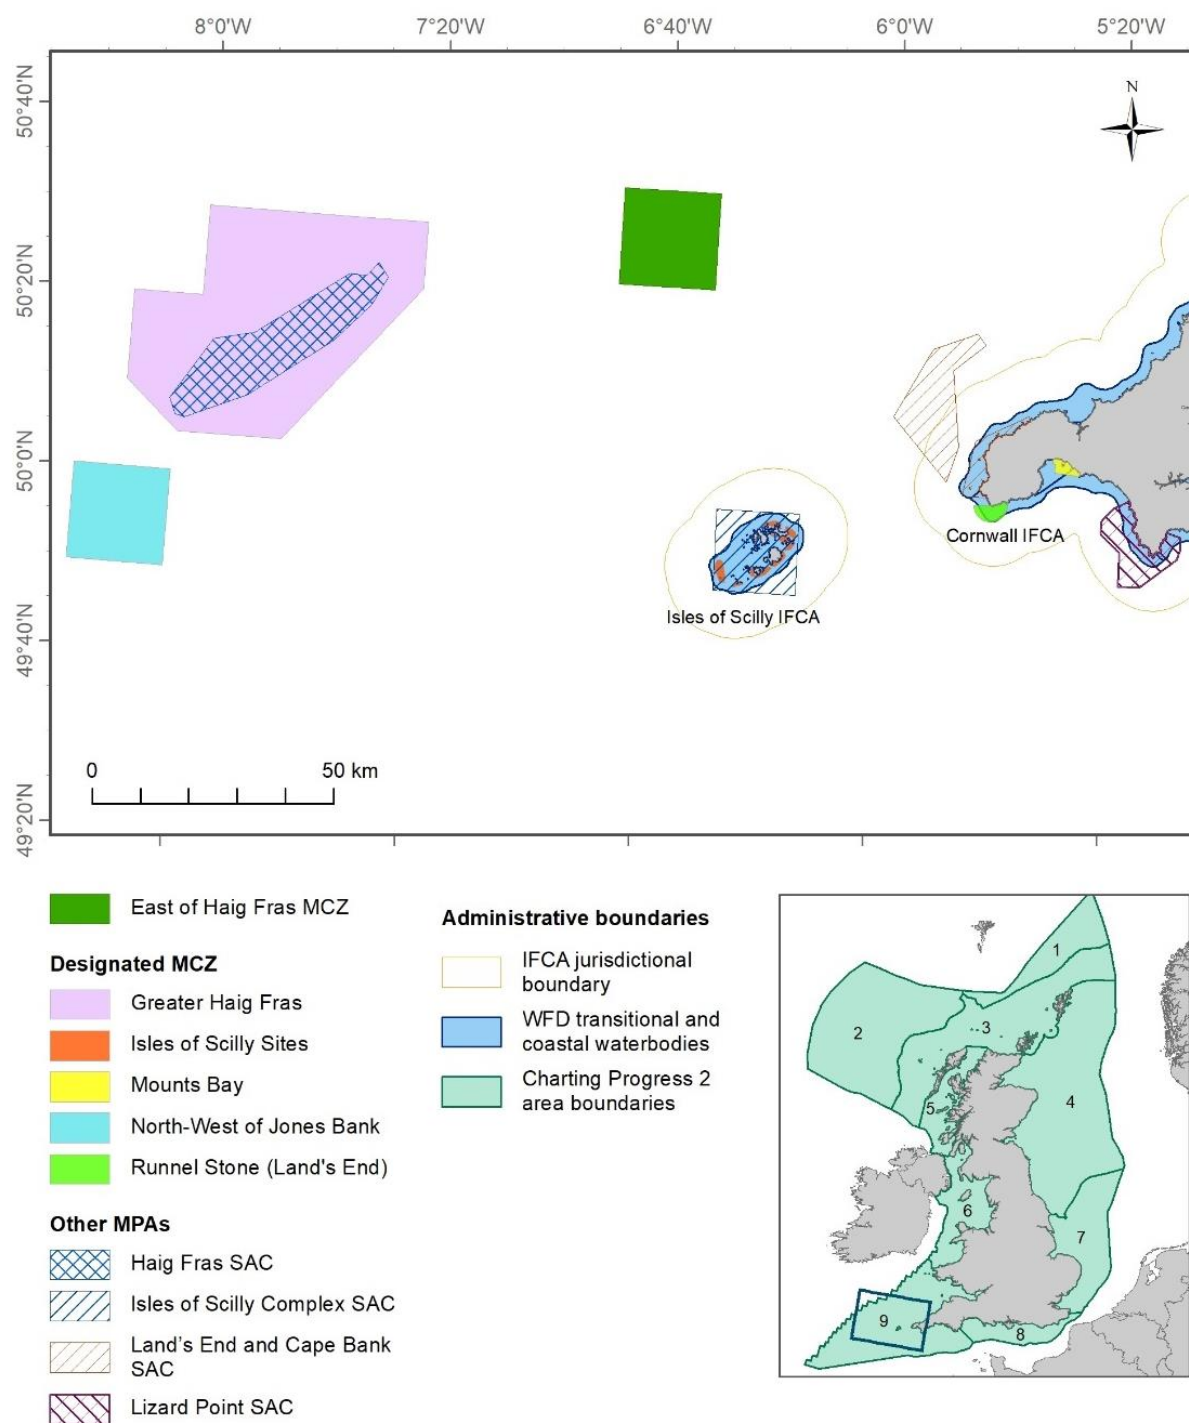 8°0'W 7°20'W 6°40'W 6°0'W 5°20'W
50°40'N
50°20'N
50°0'N
49°40'N
49°20'N
N
Cornwall IFCA
Isles of Scilly IFCA
0 50 km
East of Haig Fras MCZ
Designated MCZ
Greater Haig Fras
Isles of Scilly Sites
Mounts Bay
North-West of Jones Bank
Runnel Stone (Land's End)
Other MPAs
Haig Fras SAC
Isles of Scilly Complex SAC
Land’s End and Cape Bank
SAC
Lizard Point SAC
Administrative boundaries
IFCA jurisdictional
boundary
WFD transitional and
coastal waterbodies
Charting Progress 2
area boundaries
1
2
3
4
5
6
7
9
8